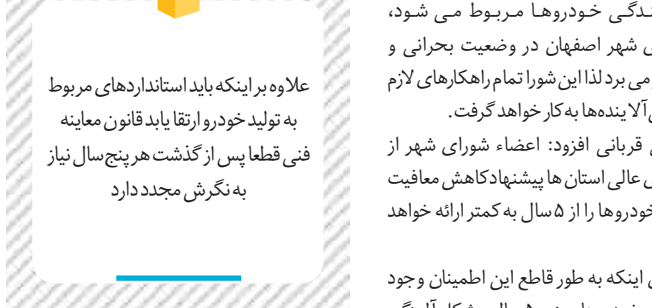 ـندگی خودروها مربوط می شود،
ی شهر اصفهان در وضعیت بحرانی و
می برد لذا این شورا تمام راهکارهای لازم
آلاینده‌ها به کار خواهد گرفت.
قربانی افزود: اعضاء شورای شهر از
عالی استان ها پیشنهاد کاهش معافیت
خودروها را از ۵ سال به کمتر ارائه خواهد
اینکه به طور قاطع این اطمینان وجود
علاوه بر اینکه باید استانداردهای مربوط
به تولید خودرو ارتقا یابد قانون معاینه
فنی قطعا پس از گذشت هر پنج سال نیاز
به نگرش مجدد دارد